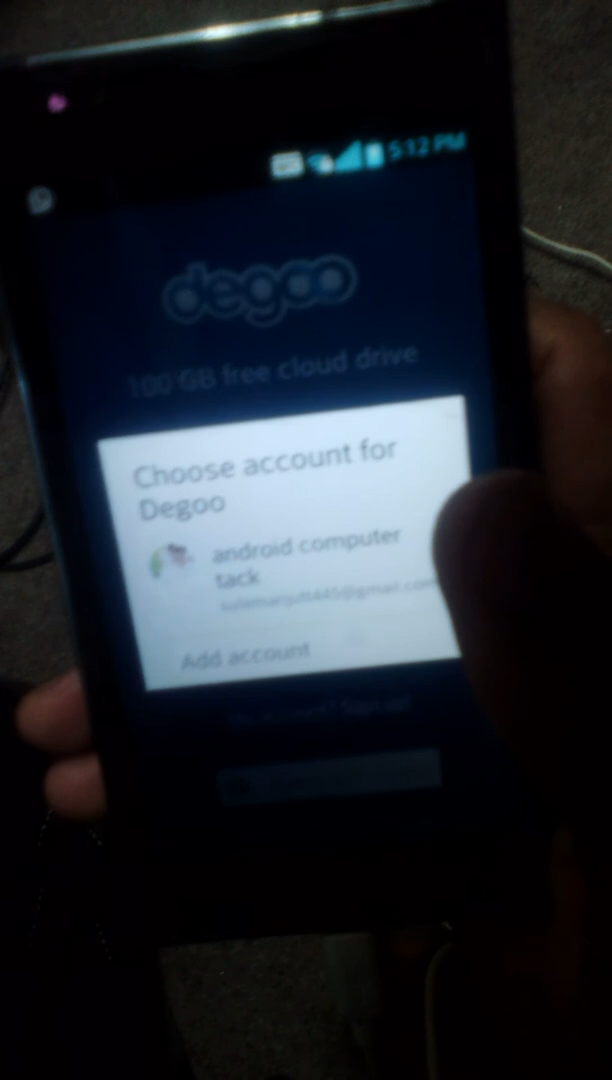 5:12 PM
degoo
100 GB free cloud drive
Choose account for
Degoo
android computer
tack
Add account